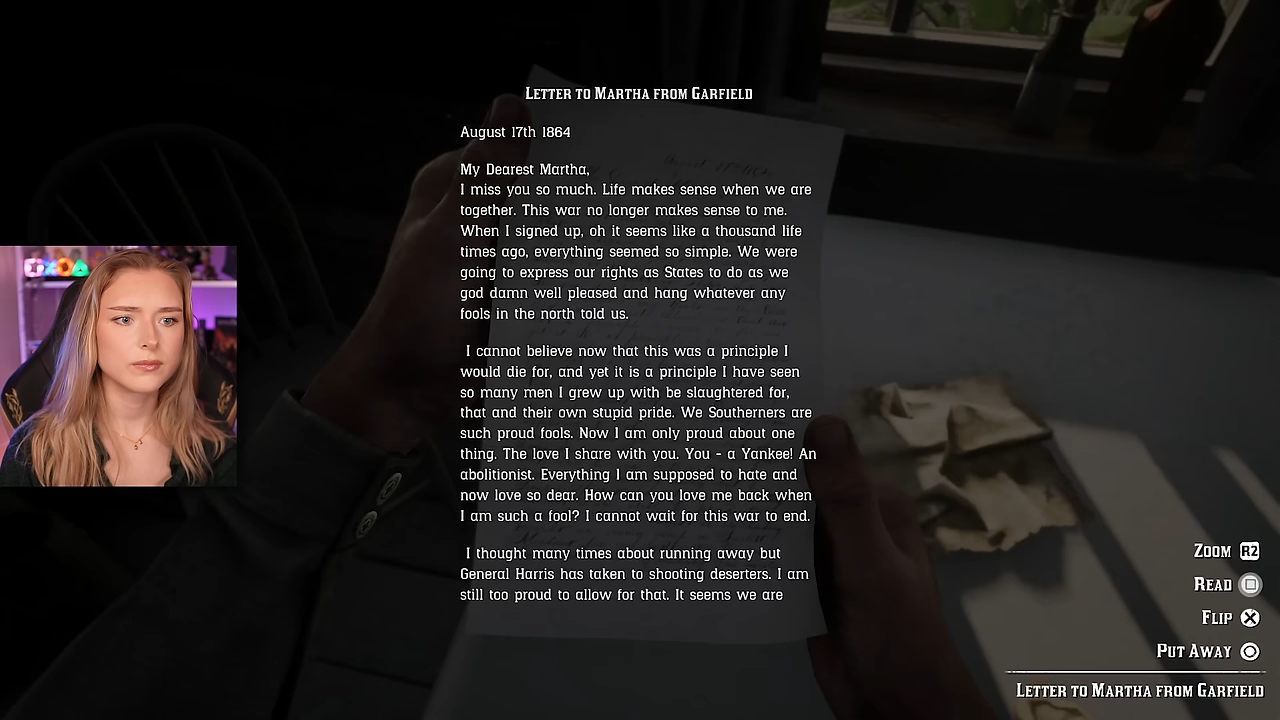 LETTER TO MARTHA FROM GARFIELD
August 17th 1864
My Dearest Martha,
I miss you so much. Life makes sense when we are
together. This war no longer makes sense to me.
When I signed up, oh it seems like a thousand life
times ago, everything seemed so simple. We were
going to express our rights as States to do as we
god damn well pleased and hang whatever any
fools in the north told us.
I cannot believe now that this was a principle I
would die for, and yet it is a principle I have seen
so many men I grew up with be slaughtered for,
that and their own stupid pride. We Southerners are
such proud fools. Now I am only proud about one
thing. The love I share with you. You - a Yankee! An
abolitionist. Everything I am supposed to hate and
now love so dear. How can you love me back when
I am such a fool? I cannot wait for this war to end.
I thought many times about running away but
General Harris has taken to shooting deserters. I am
still too proud to allow for that. It seems we are
ZOOM R2
READ
FLIP
PUT AWAY
LETTER TO MARTHA FROM GARFIELD